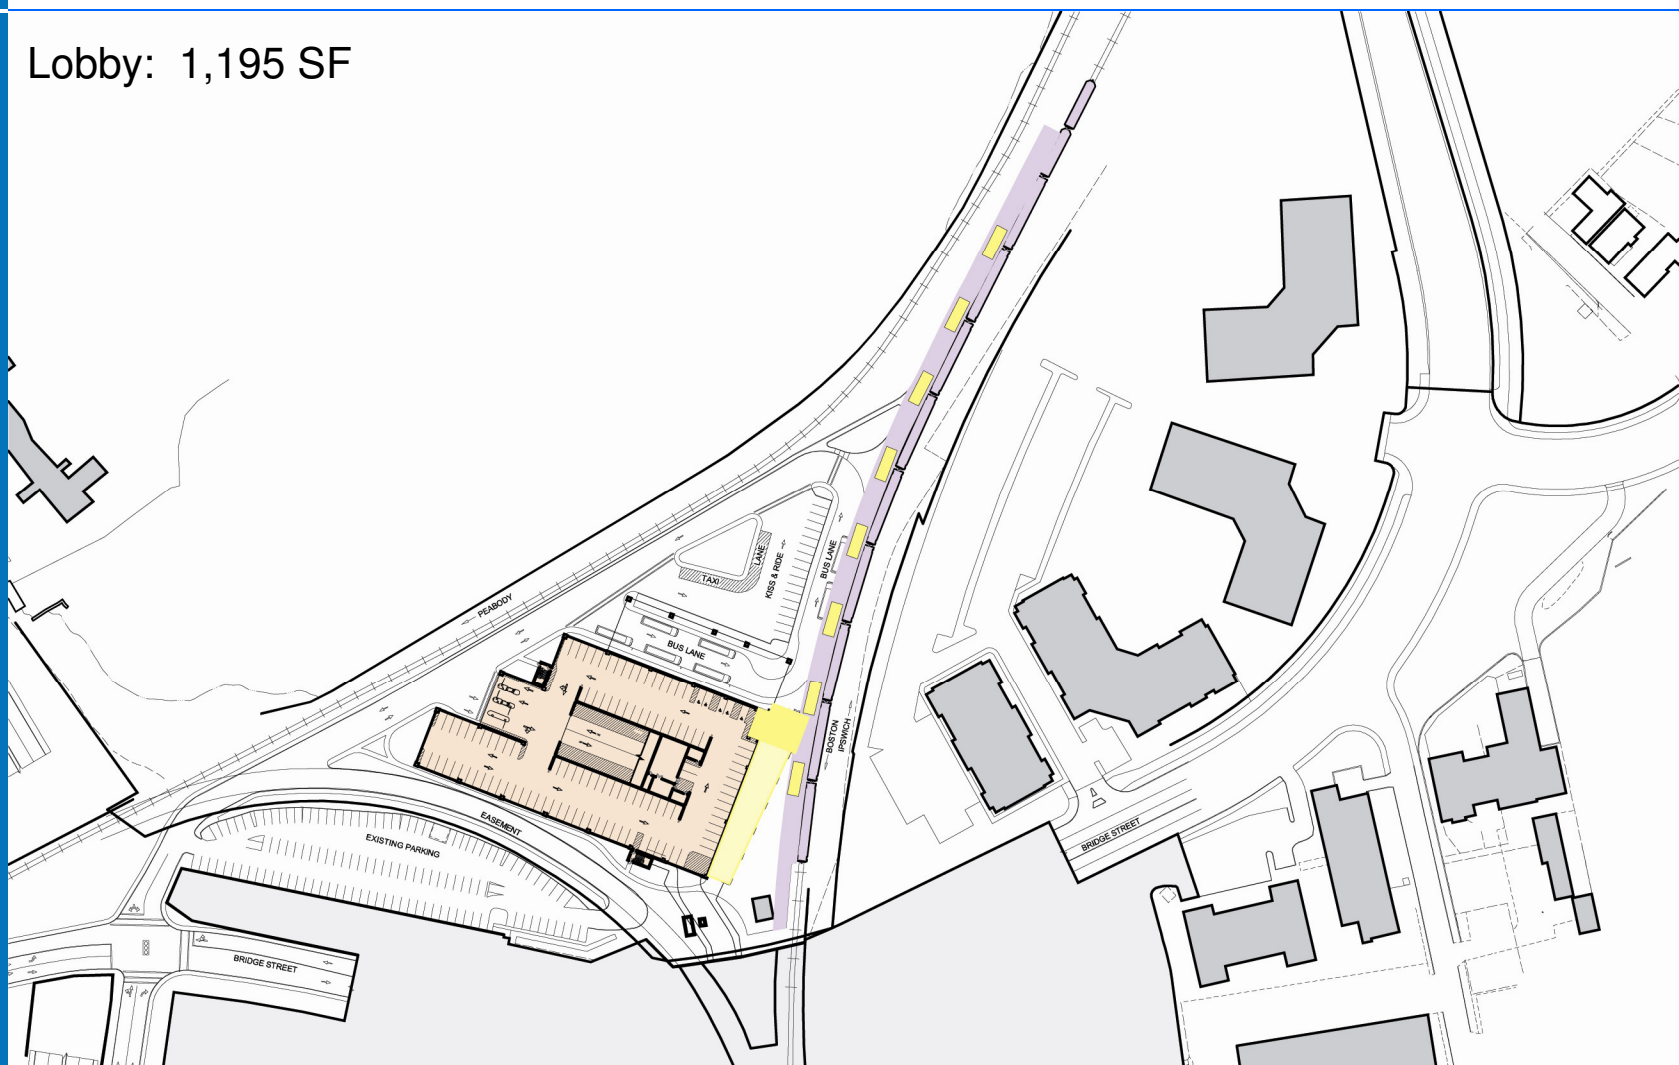 Lobby: 1,195 SF
PEABODY
TAXI
LANE
KISS & RIDE
BUS LANE
BUS LANE
BOSTON
IPSWICH
EASEMENT
EXISTING PARKING
BRIDGE STREET
BRIDGE STREET